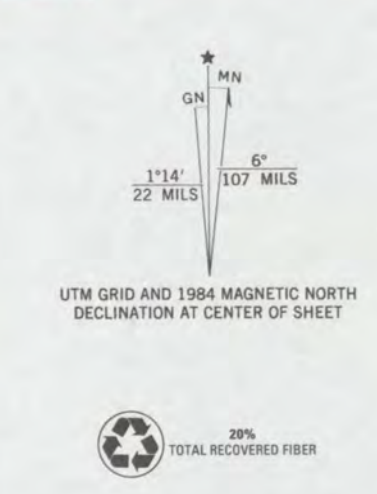 ★
MN
GN
1°14'
22 MILS
6°
107 MILS
UTM GRID AND 1984 MAGNETIC NORTH
DECLINATION AT CENTER OF SHEET
20%
TOTAL RECOVERED FIBER